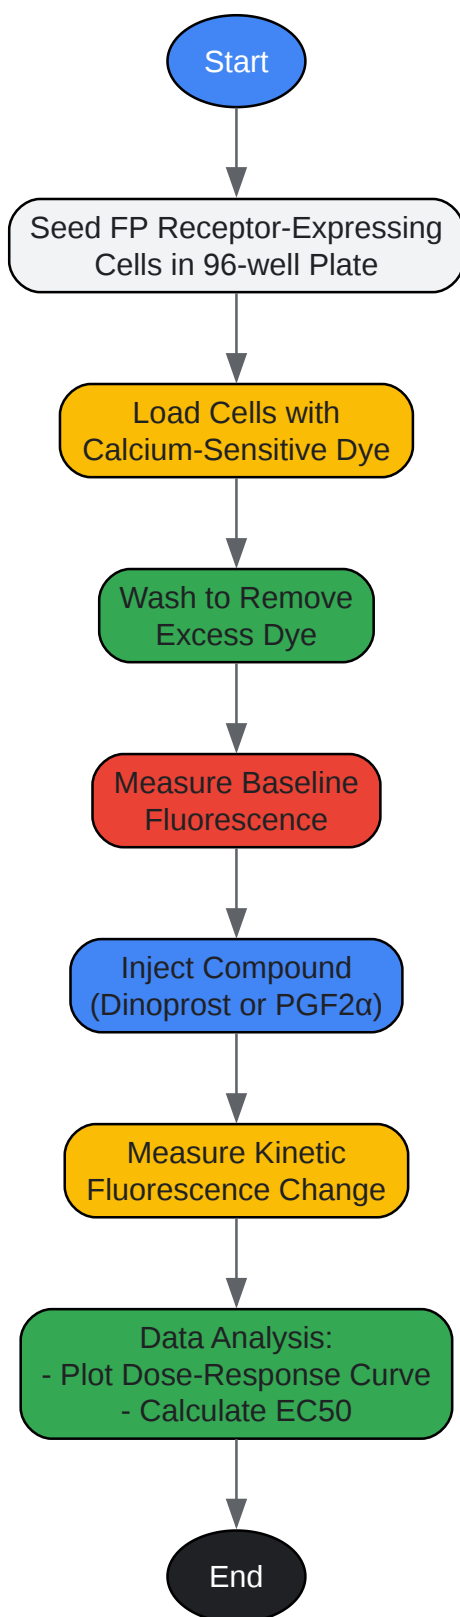 Start
Seed FP Receptor-Expressing
Cells in 96-well Plate
Load Cells with
Calcium-Sensitive Dye
Wash to Remove
Excess Dye
Measure Baseline
Fluorescence
Inject Compound
(Dinoprost or PGF2α)
Measure Kinetic
Fluorescence Change
Data Analysis:
- Plot Dose-Response Curve
- Calculate EC50
End